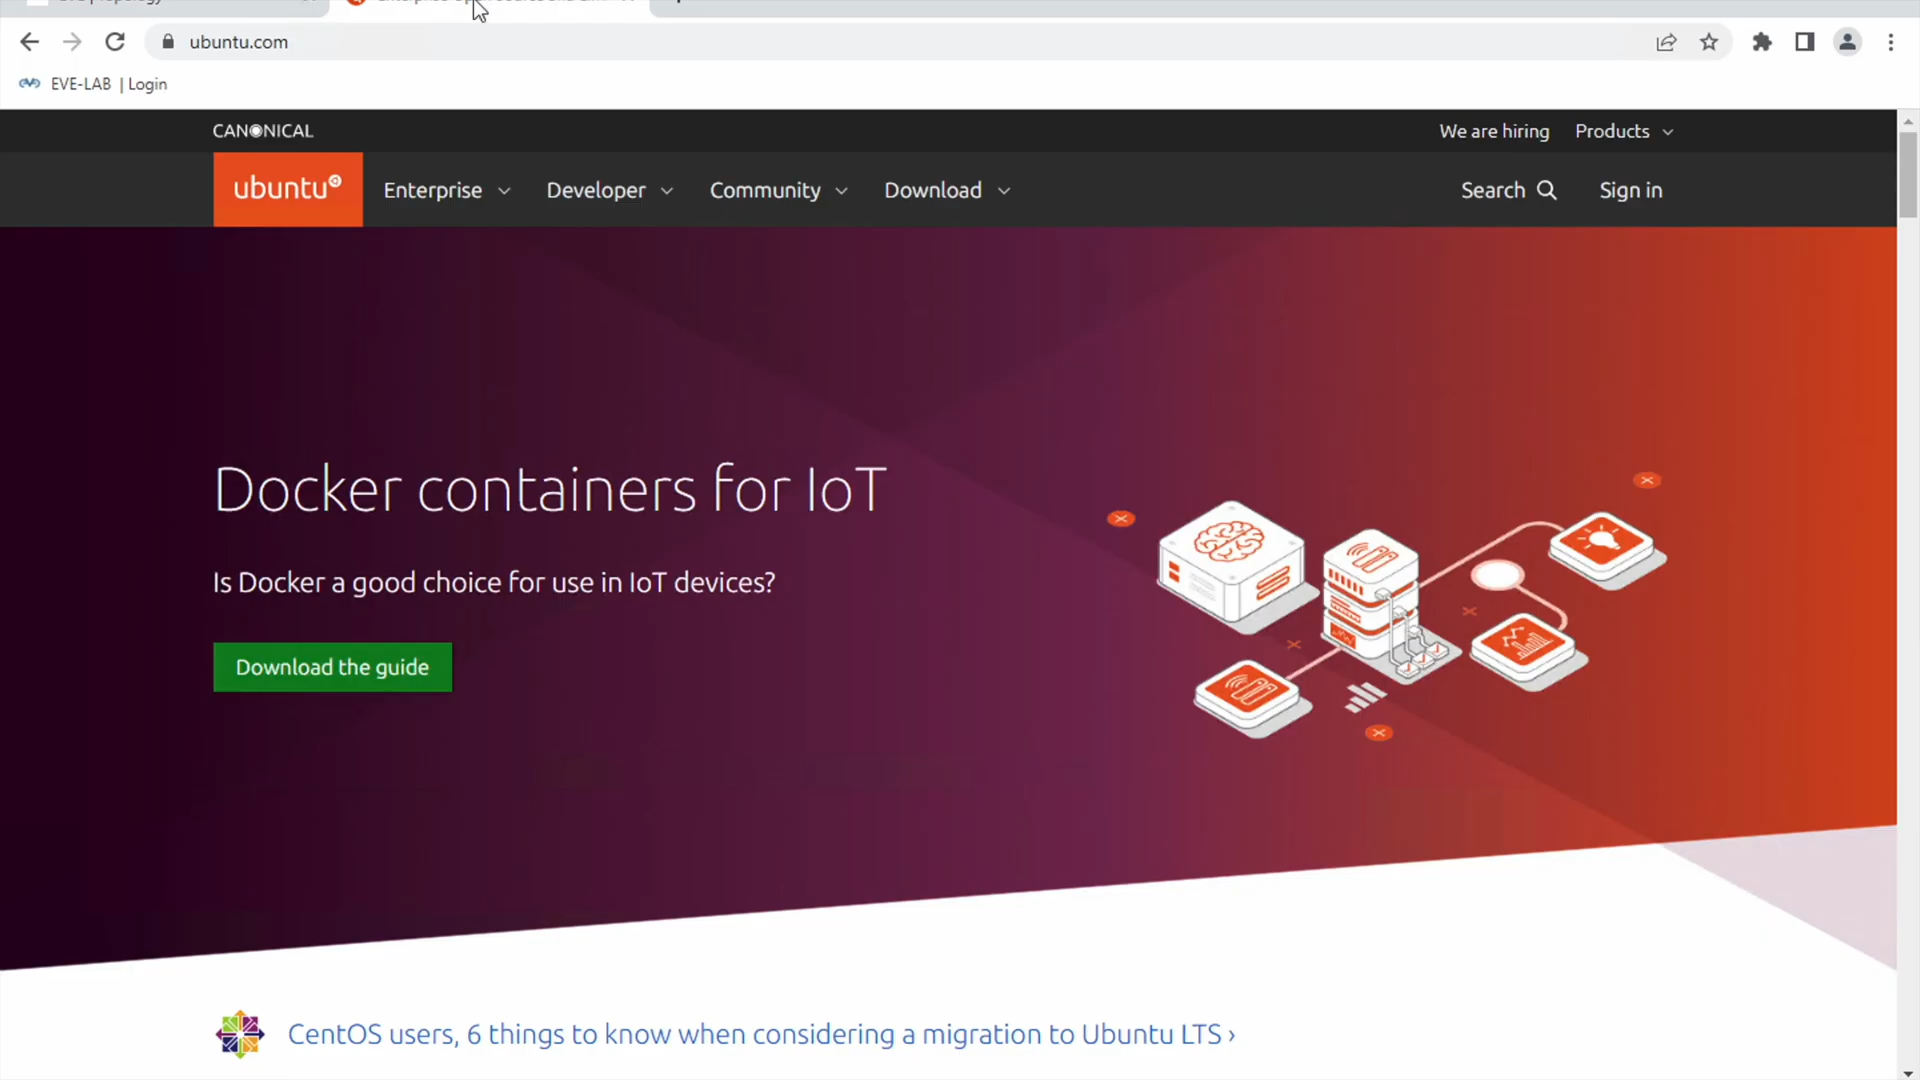 ubuntu.com
EVE-LAB | Login
CANONICAL
We are hiring
Products
ubuntu
Enterprise
Developer
Community
Download
Search
Sign in
Docker containers for IoT
Is Docker a good choice for use in IoT devices?
Download the guide
CentOS users, 6 things to know when considering a migration to Ubuntu LTS ›